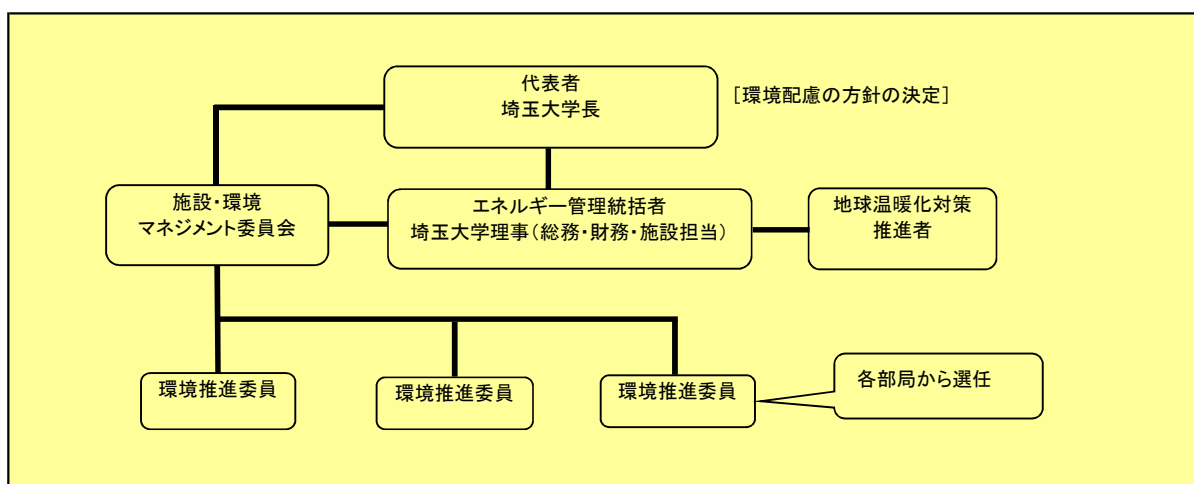 代表者
埼玉大学長
［環境配慮の方針の決定］
施設・環境
マネジメント委員会
エネルギー管理統括者
埼玉大学理事（総務・財務・施設担当）
地球温暖化対策
推進者
環境推進委員
環境推進委員
環境推進委員
各部局から選任